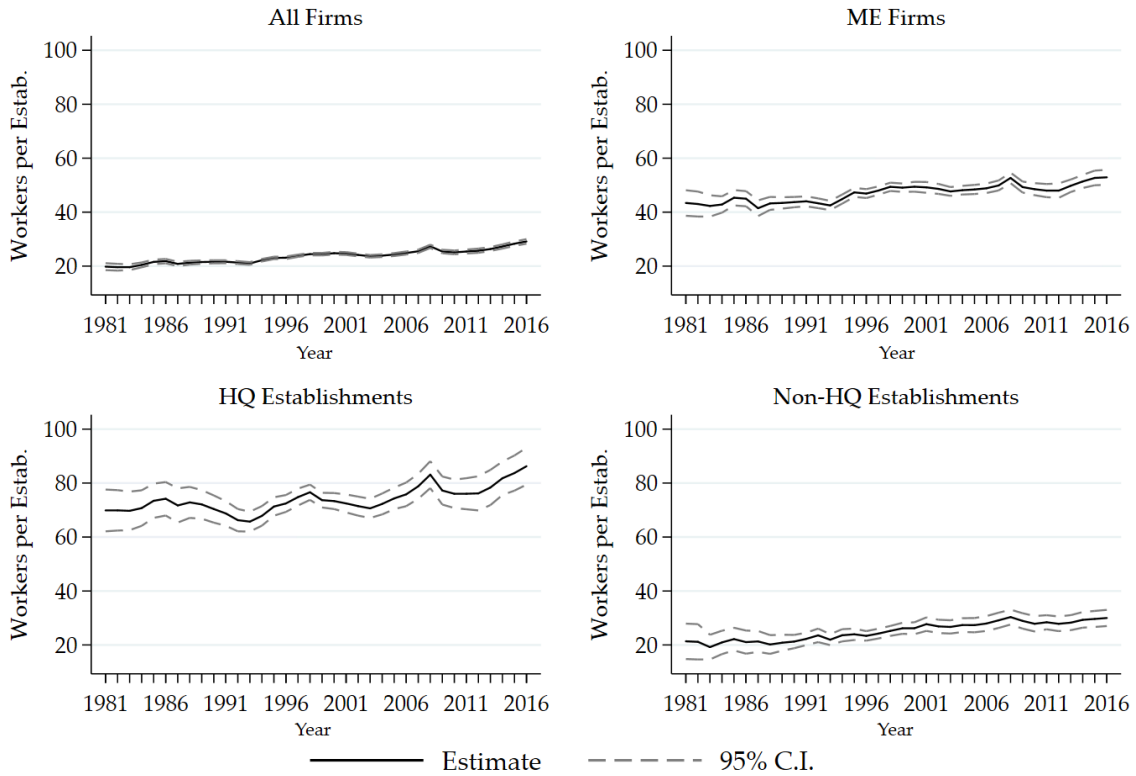 All Firms
Workers per Estab.
100
80
60
40
20
1981 1986 1991 1996 2001 2006 2011 2016
Year
ME Firms
Workers per Estab.
100
80
60
40
20
1981 1986 1991 1996 2001 2006 2011 2016
Year
HQ Establishments
Workers per Estab.
100
80
60
40
20
1981 1986 1991 1996 2001 2006 2011 2016
Year
Non-HQ Establishments
Workers per Estab.
100
80
60
40
20
1981 1986 1991 1996 2001 2006 2011 2016
Year
Estimate
95% C.I.